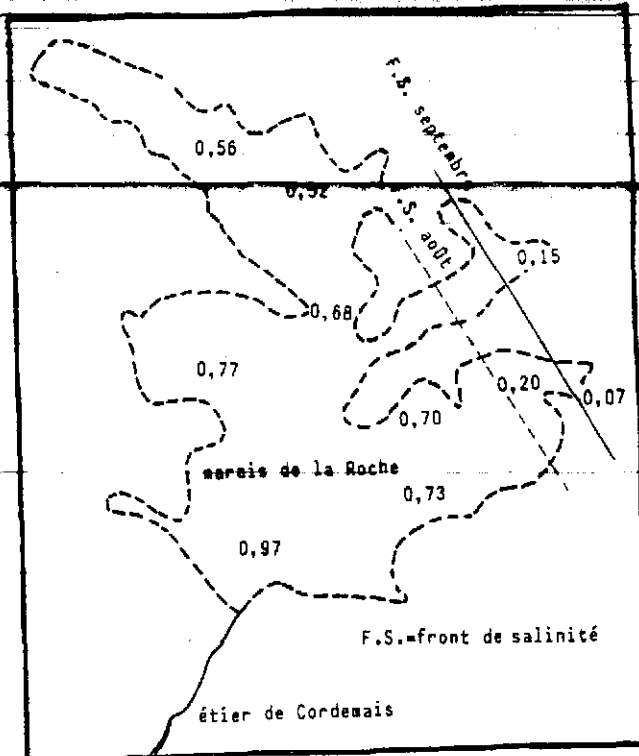 F.S. septembre
0,56
0,52
.S. août
0,15
0,68
0,77
0,20
0,07
0,70
marais de la Roche
0,73
0,97
F.S.=front de salinité
étier de Cordemais